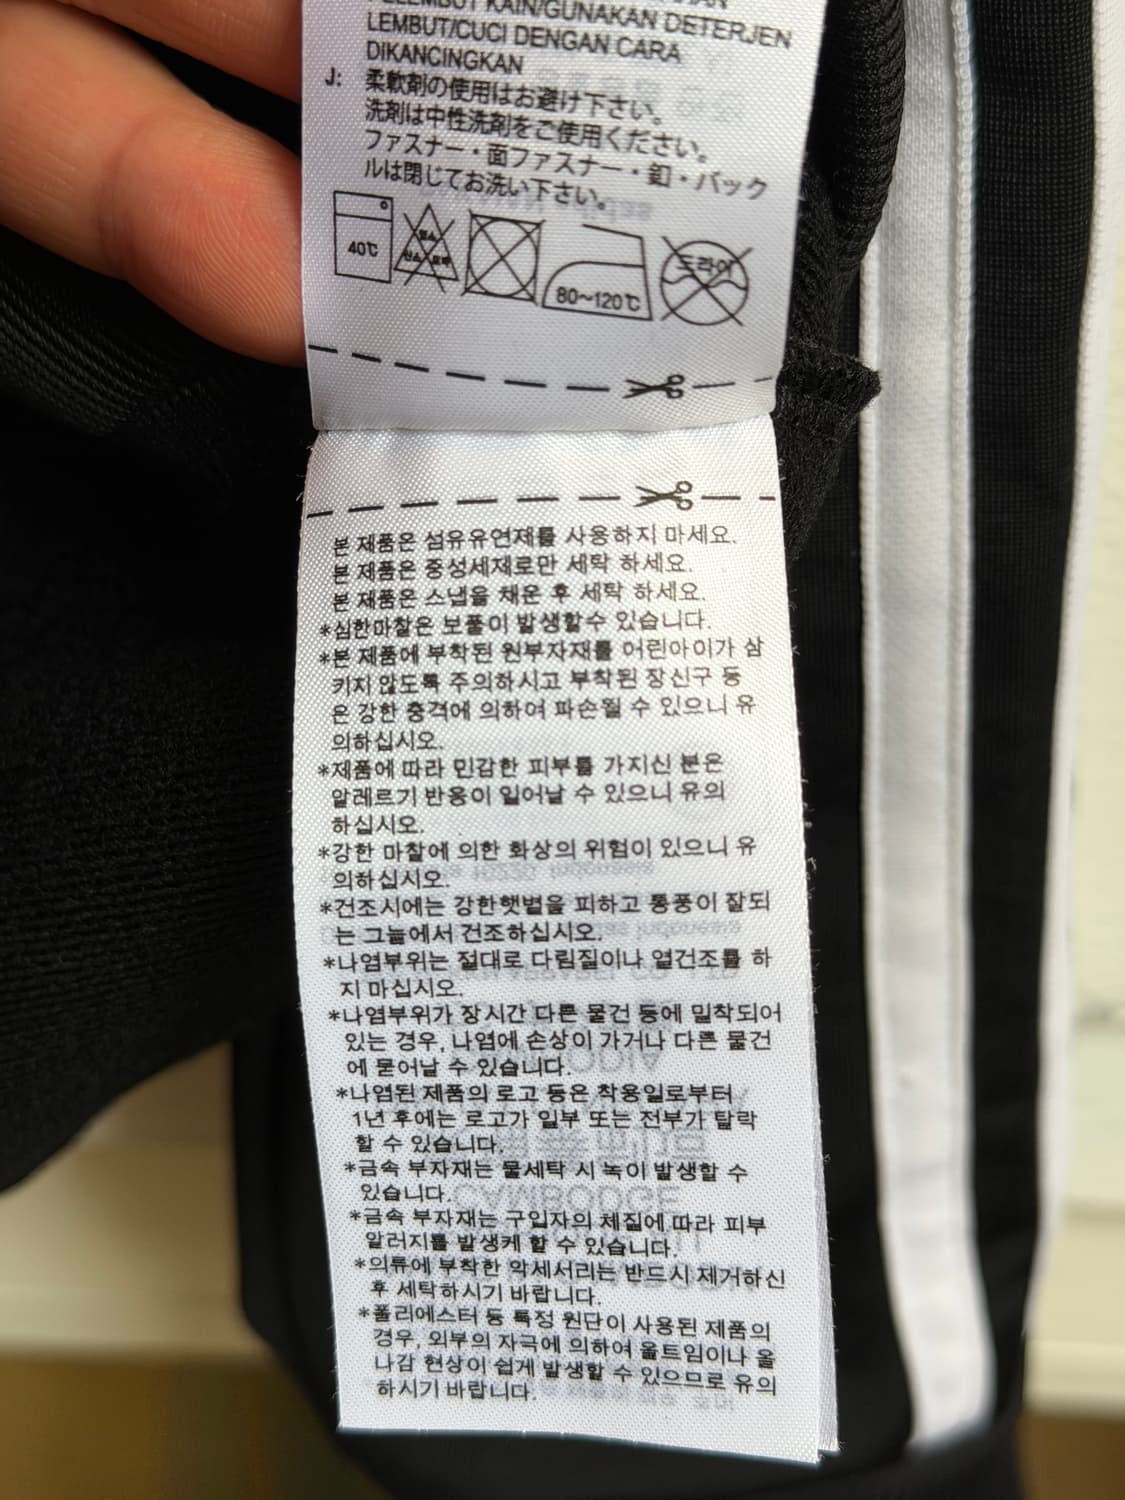 PELEMBUT KAIN/GUNAKAN DETERJEN
LEMBUT/CUCI DENGAN CARA
DIKANCINGKAN
J: 柔軟剤の使用はお避け下さい。
洗剤は中性洗剤をご使用ください。
ファスナー・面ファスナー・釦・バック
ルは閉じてお洗い下さい。
40℃
염소
산소 표백
80~120℃
드라이
본 제품은 섬유유연제를 사용하지 마세요.
본 제품은 중성세제로만 세탁 하세요.
본 제품은 스냅을 채운 후 세탁 하세요.
*심한마찰은 보풀이 발생할수 있습니다.
*본 제품에 부착된 원부자재를 어린아이가 삼
키지 않도록 주의하시고 부착된 장신구 등
은 강한 충격에 의하여 파손될 수 있으니 유
의하십시오.
*제품에 따라 민감한 피부를 가지신 분은
알레르기 반응이 일어날 수 있으니 유의
하십시오.
*강한 마찰에 의한 화상의 위험이 있으니 유
의하십시오.
*건조시에는 강한햇볕을 피하고 통풍이 잘되
는 그늘에서 건조하십시오.
*나염부위는 절대로 다림질이나 열건조를 하
지 마십시오.
*나염부위가 장시간 다른 물건 등에 밀착되어
있는 경우, 나염에 손상이 가거나 다른 물건
에 묻어날 수 있습니다.
*나염된 제품의 로고 등은 착용일로부터
1년 후에는 로고가 일부 또는 전부가 탈락
할 수 있습니다.
*금속 부자재는 물세탁 시 녹이 발생할 수
있습니다.
*금속 부자재는 구입자의 체질에 따라 피부
알러지를 발생케 할 수 있습니다.
*의류에 부착한 악세서리는 반드시 제거하신
후 세탁하시기 바랍니다.
*폴리에스터 등 특정 원단이 사용된 제품의
경우, 외부의 자극에 의하여 올트임이나 올
나감 현상이 쉽게 발생할 수 있으므로 유의
하시기 바랍니다.